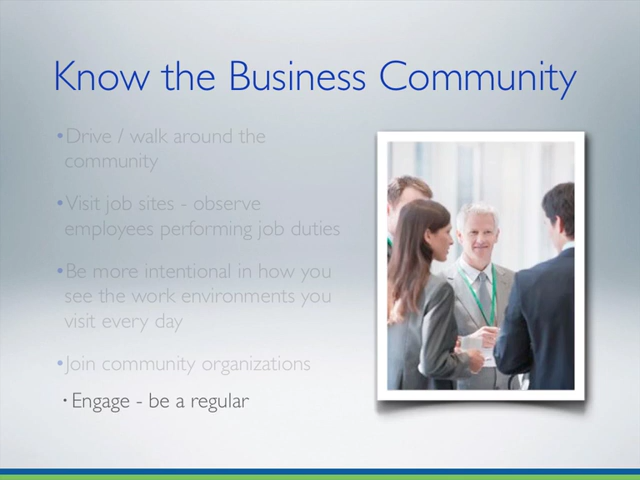 Know the Business Community
•Drive / walk around the
community
•Visit job sites - observe
employees performing job duties
•Be more intentional in how you
see the work environments you
visit every day
•Join community organizations
• Engage - be a regular